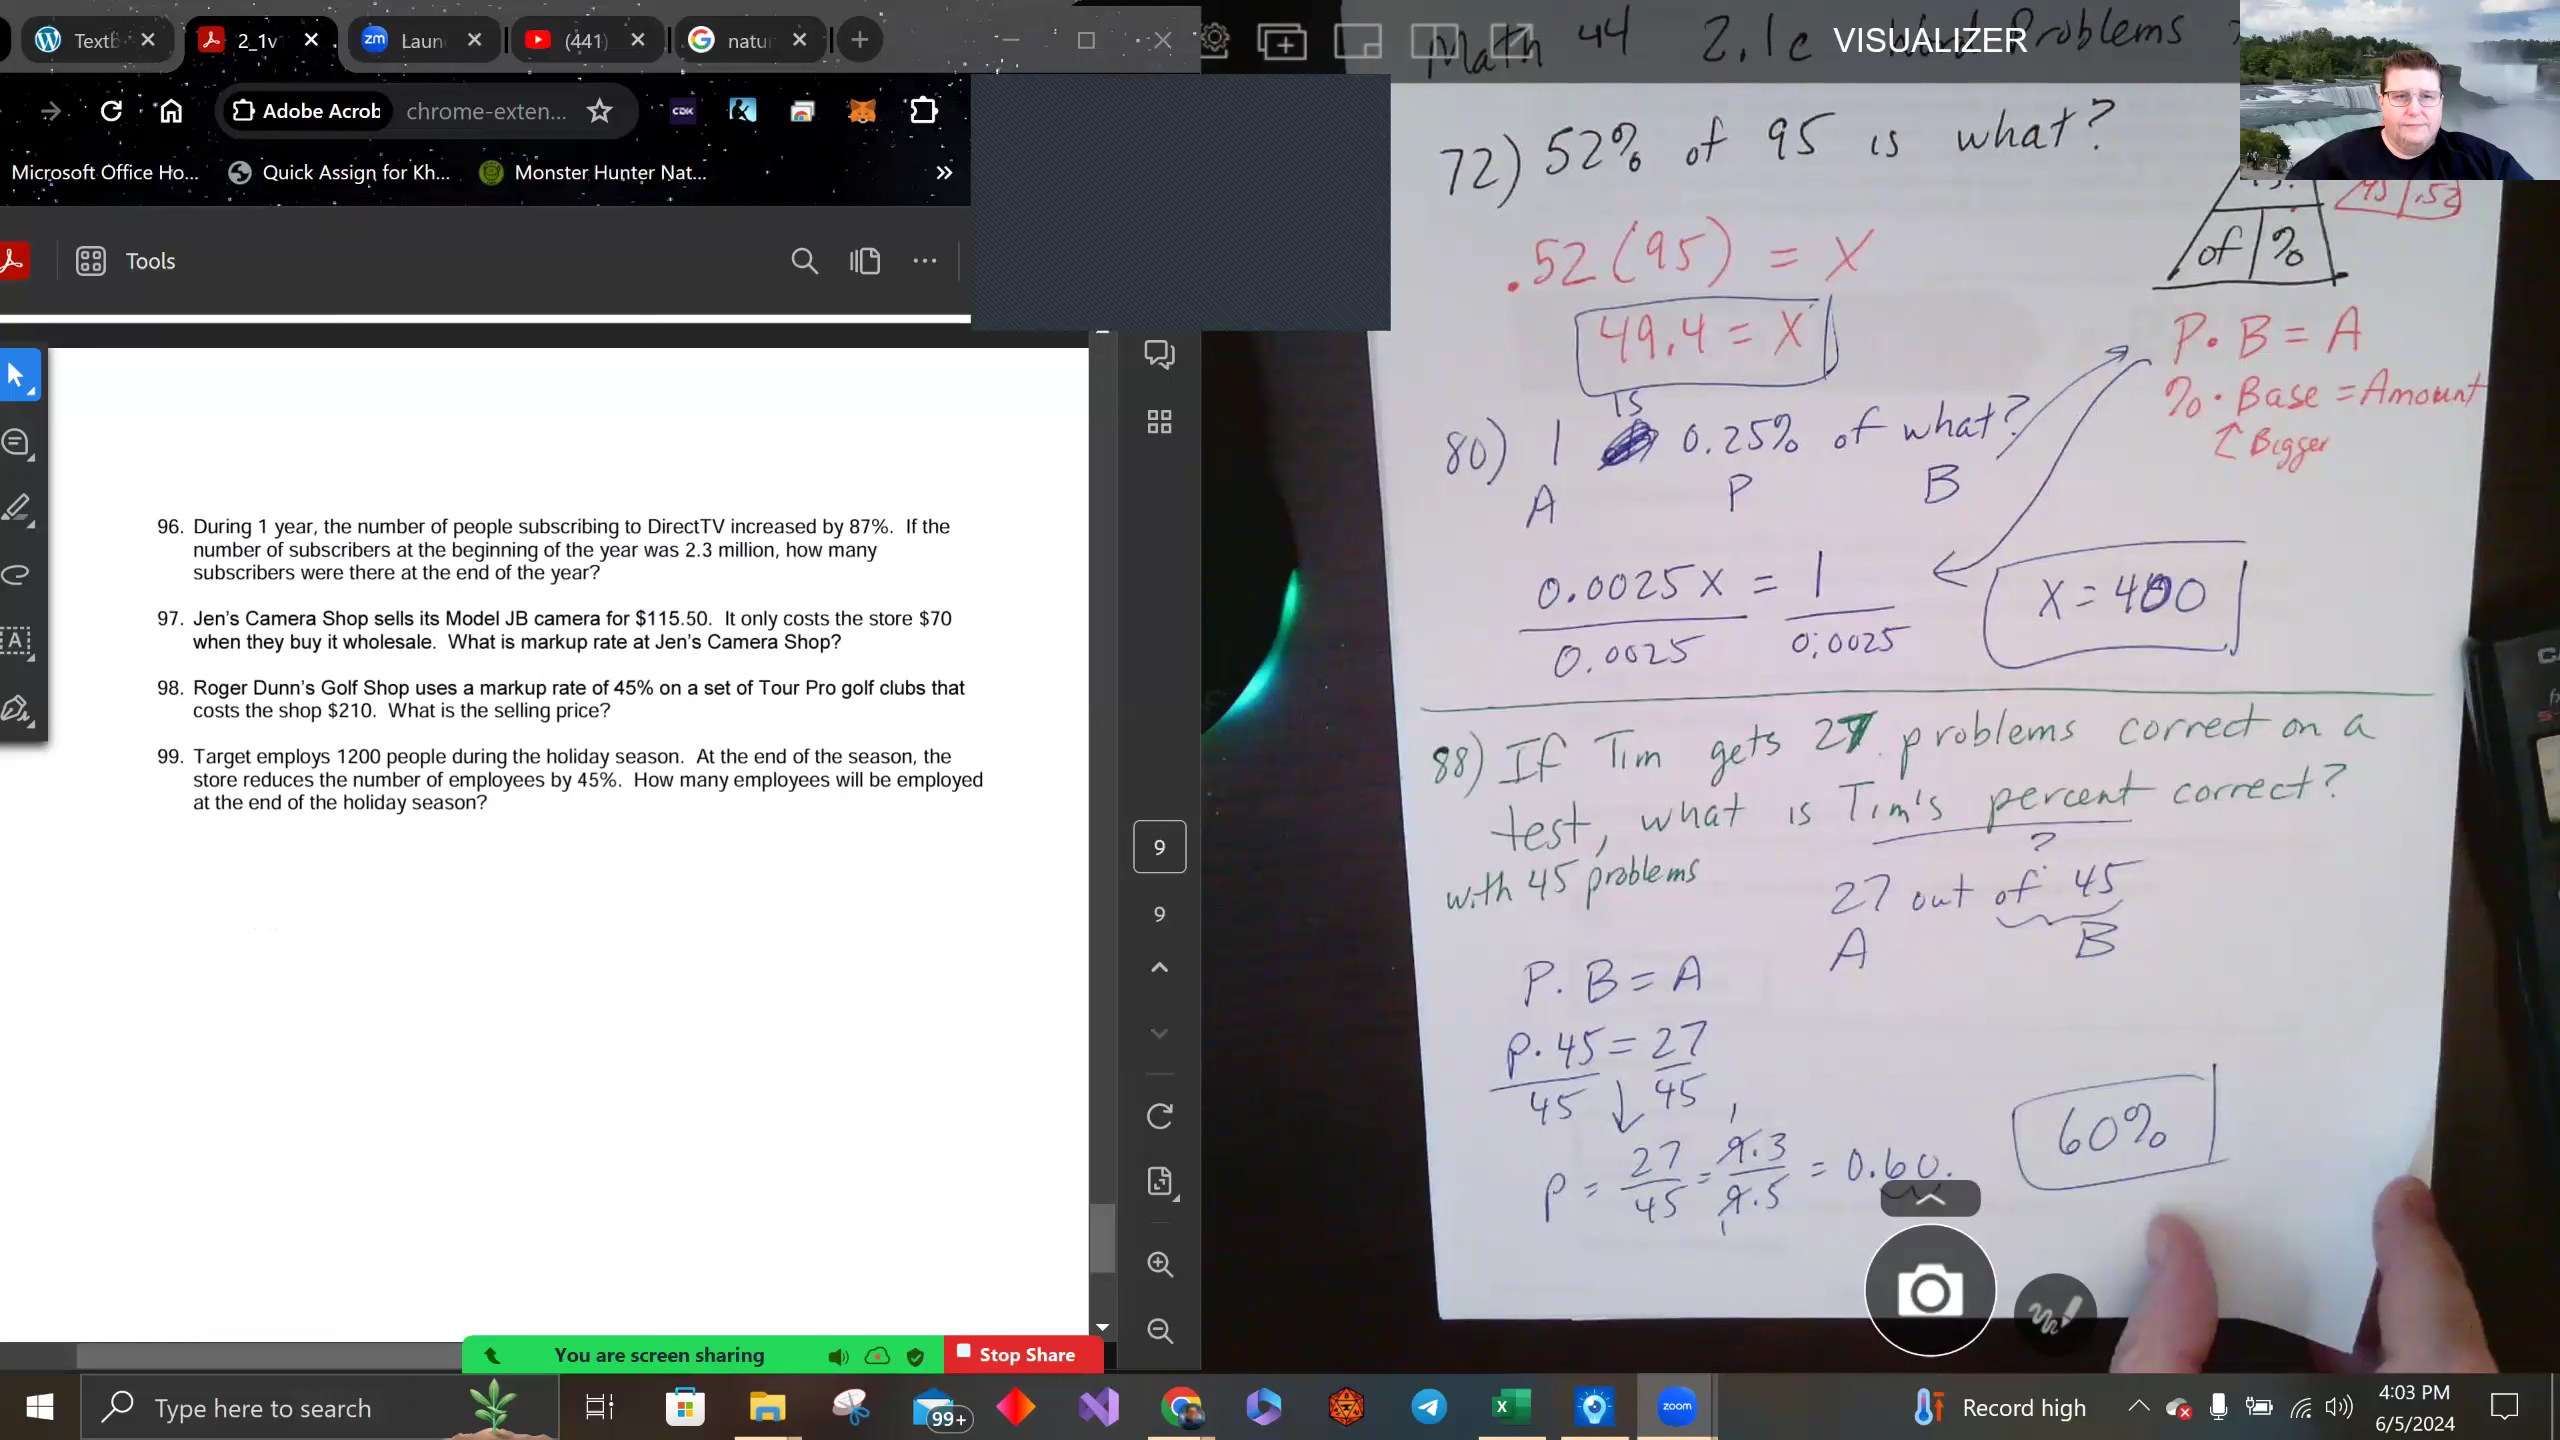 Textb
2_1v
Laun
(441)
natu
Adobe Acrob
chrome-exten...
Microsoft Office Ho...
Quick Assign for Kh...
Monster Hunter Nat...
»
Tools
96. During 1 year, the number of people subscribing to DirectTV increased by 87%. If the
number of subscribers at the beginning of the year was 2.3 million, how many
subscribers were there at the end of the year?
97. Jen's Camera Shop sells its Model JB camera for $115.50. It only costs the store $70
when they buy it wholesale. What is markup rate at Jen's Camera Shop?
98. Roger Dunn's Golf Shop uses a markup rate of 45% on a set of Tour Pro golf clubs that
costs the shop $210. What is the selling price?
99. Target employs 1200 people during the holiday season. At the end of the season, the
store reduces the number of employees by 45%. How many employees will be employed
at the end of the holiday season?
9
9
You are screen sharing
Stop Share
VISUALIZER
Math 44 2.1c Problems
72) 52% of 95 is what?
.52(95) = X
49.4 = X
of %
.52
P. B = A
% · Base = Amount
Bigger
80) 1 is 0.25% of what?
A P B
0.0025x = 1
0.0025 0.0025
X = 400
88) If Tim gets 27 problems correct on a
test, what is Tim's percent correct?
with 45 problems
?
27 out of 45
A B
P. B = A
P. 45 = 27
45 45
P = 27/45 = 9.3/9.5 = 0.60.
60%
Type here to search
99+
zoom
Record high
4:03 PM
6/5/2024